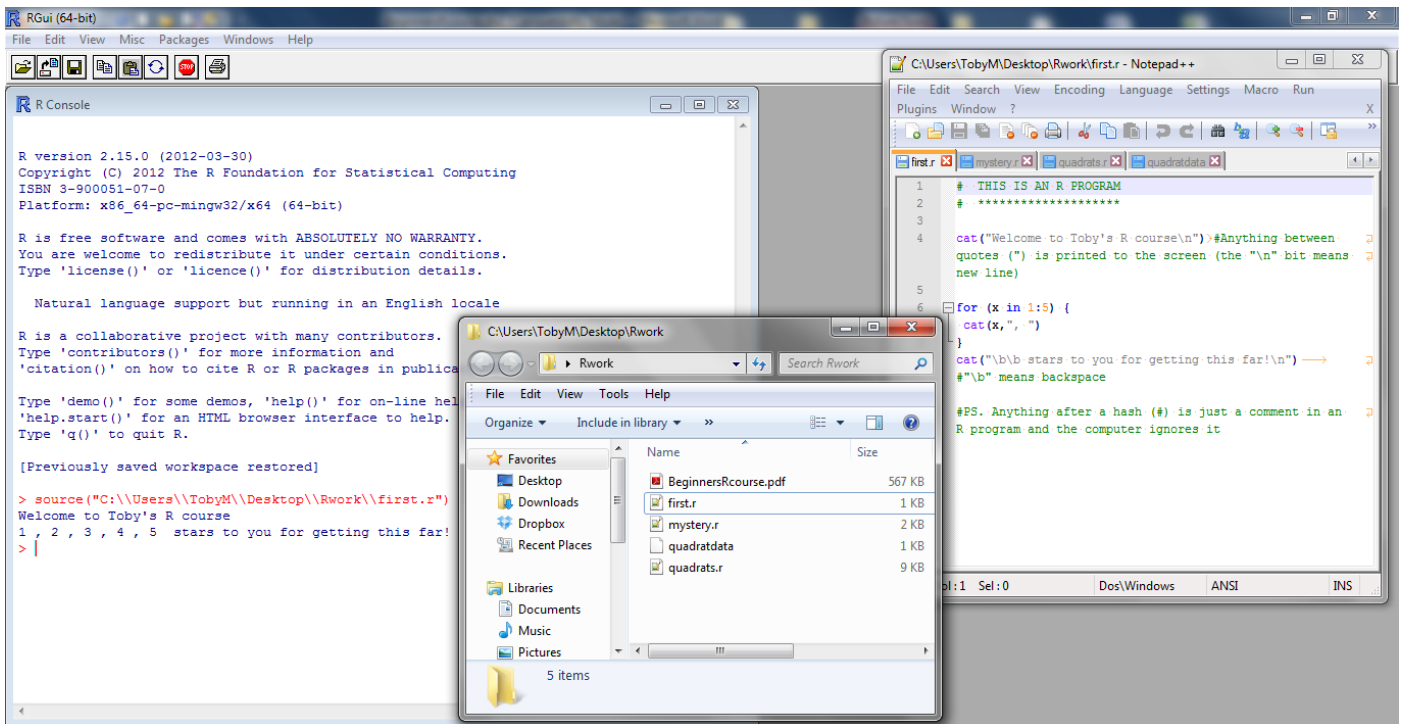 RGui (64-bit)
File Edit View Misc Packages Windows Help
R Console
R version 2.15.0 (2012-03-30)
Copyright (C) 2012 The R Foundation for Statistical Computing
ISBN 3-900051-07-0
Platform: x86_64-pc-mingw32/x64 (64-bit)
R is free software and comes with ABSOLUTELY NO WARRANTY.
You are welcome to redistribute it under certain conditions.
Type 'license()' or 'licence()' for distribution details.
Natural language support but running in an English locale
R is a collaborative project with many contributors.
Type 'contributors()' for more information and
'citation()' on how to cite R or R packages in publica
Type 'demo()' for some demos, 'help()' for on-line hel
'help.start()' for an HTML browser interface to help.
Type 'q()' to quit R.
[Previously saved workspace restored]
> source("C:\\Users\\TobyM\\Desktop\\Rwork\\first.r")
Welcome to Toby's R course
1 , 2 , 3 , 4 , 5  stars to you for getting this far!
>
C:\Users\TobyM\Desktop\Rwork
Rwork
Search Rwork
File Edit View Tools Help
Organize Include in library »
Favorites
Desktop
Downloads
Dropbox
Recent Places
Libraries
Documents
Music
Pictures
Name Size
BeginnersRcourse.pdf 567 KB
first.r 1 KB
mystery.r 2 KB
quadratdata 1 KB
quadrats.r 9 KB
5 items
C:\Users\TobyM\Desktop\Rwork\first.r - Notepad++
File Edit Search View Encoding Language Settings Macro Run
Plugins Window ? X
STOP
first.r mystery.r quadrats.r quadratdata
1 # THIS IS AN R PROGRAM
2 # ********************
3
4 cat("Welcome to Toby's R course\n") #Anything between
quotes (") is printed to the screen (the "\n" bit means
new line)
5
6 for (x in 1:5) {
cat(x,", ")
}
cat("\b\b stars to you for getting this far!\n")
#"\b" means backspace
#PS. Anything after a hash (#) is just a comment in an
R program and the computer ignores it
:1 Sel:0 Dos\Windows ANSI INS